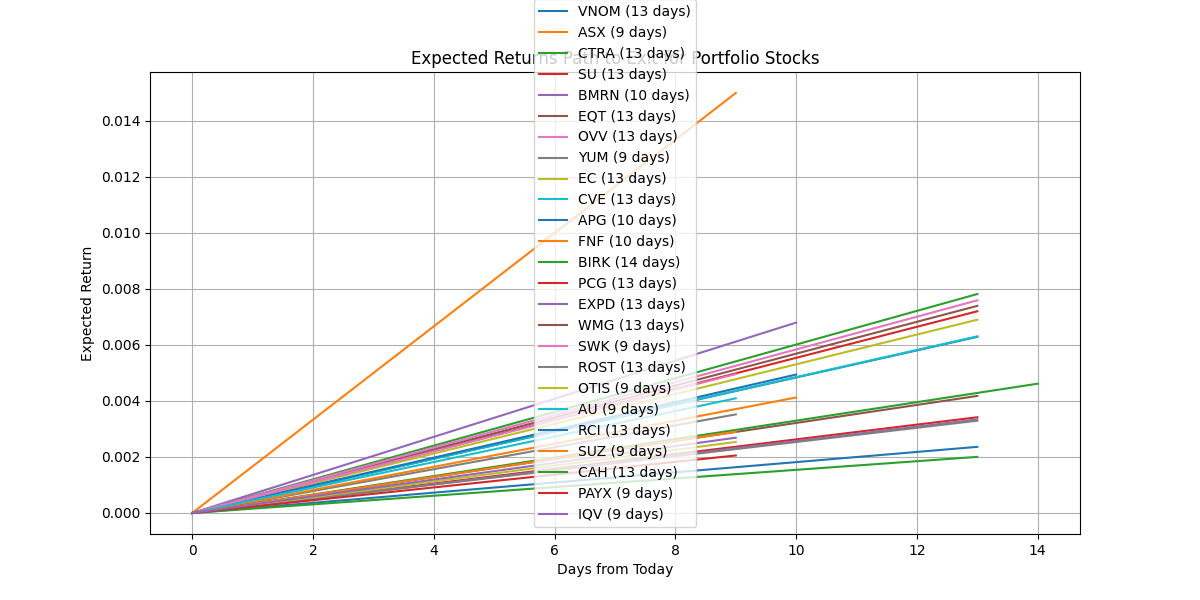 VNOM (13 days)
ASX (9 days)
CTRA (13 days)
Expected Returns Path to Exit for Portfolio Stocks
SU (13 days)
BMRN (10 days)
EQT (13 days)
OVV (13 days)
YUM (9 days)
EC (13 days)
CVE (13 days)
APG (10 days)
FNF (10 days)
BIRK (14 days)
PCG (13 days)
EXPD (13 days)
WMG (13 days)
SWK (9 days)
ROST (13 days)
OTIS (9 days)
AU (9 days)
RCI (13 days)
SUZ (9 days)
CAH (13 days)
PAYX (9 days)
IQV (9 days)
0.014
0.012
0.010
0.008
0.006
0.004
0.002
0.000
Expected Return
0 2 4 6 8 10 12 14
Days from Today